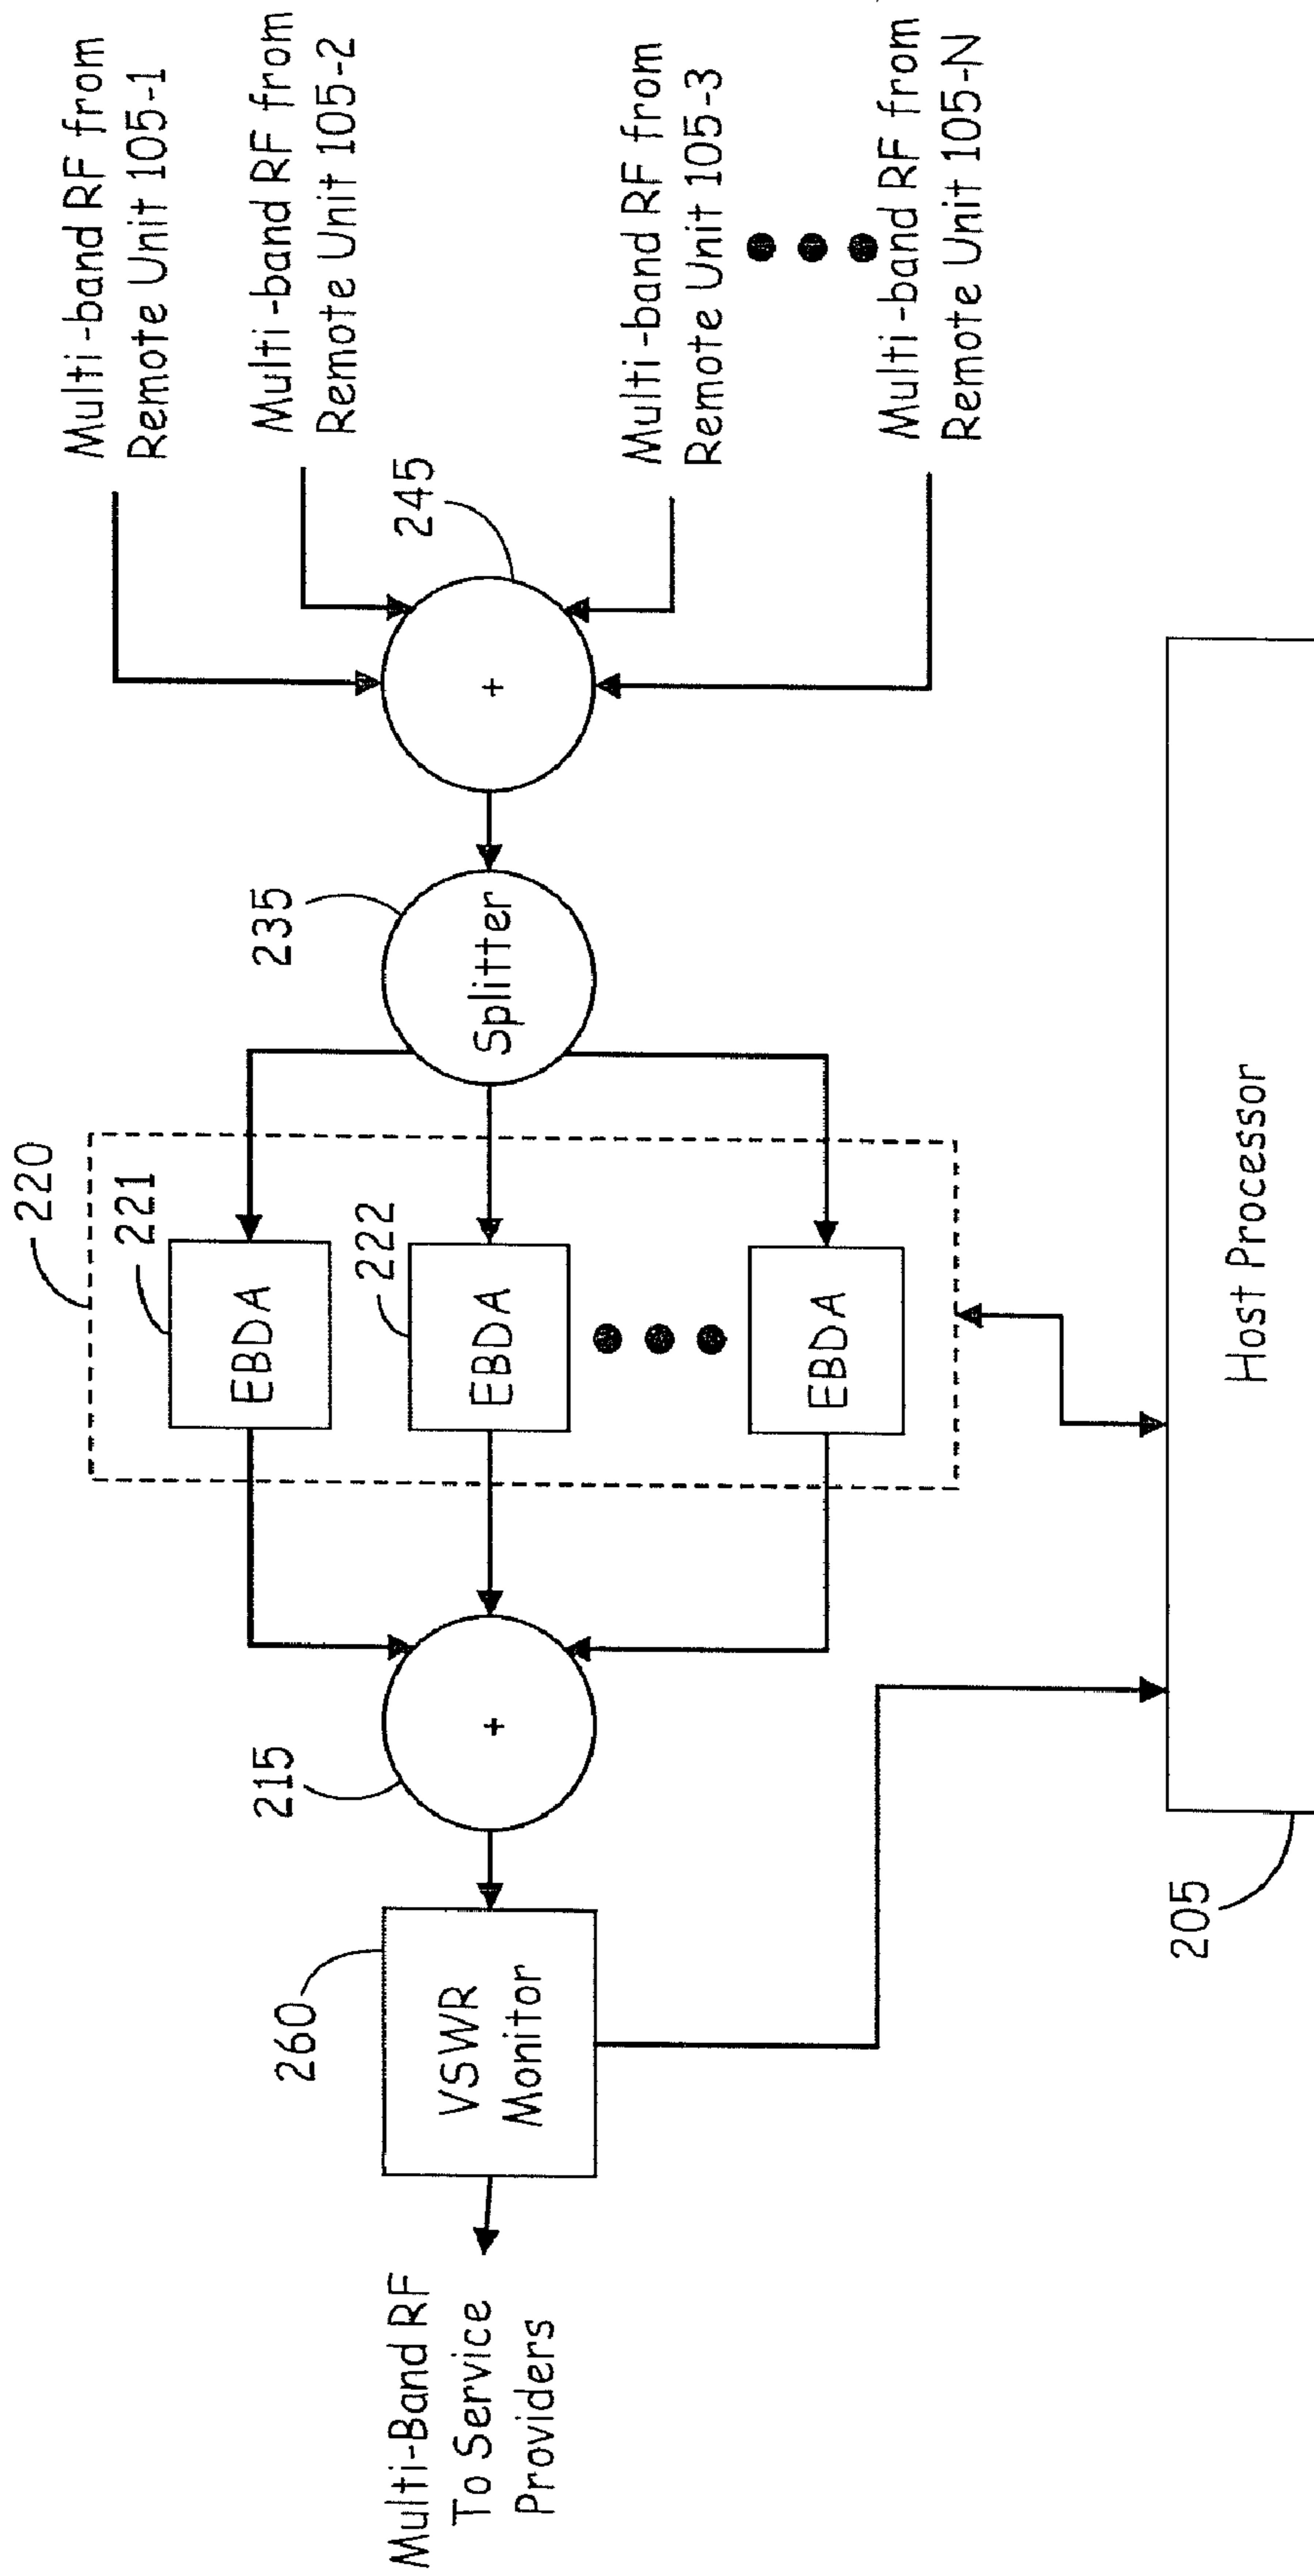 Multi-Band RF
To Service
Providers
260
VSWR
Monitor
215
+
220
221
EBDA
222
EBDA
EBDA
235
Splitter
245
+
Multi-band RF from
Remote Unit 105-1
Multi-band RF from
Remote Unit 105-2
Multi-band RF from
Remote Unit 105-3
Multi-band RF from
Remote Unit 105-N
205
Host Processor